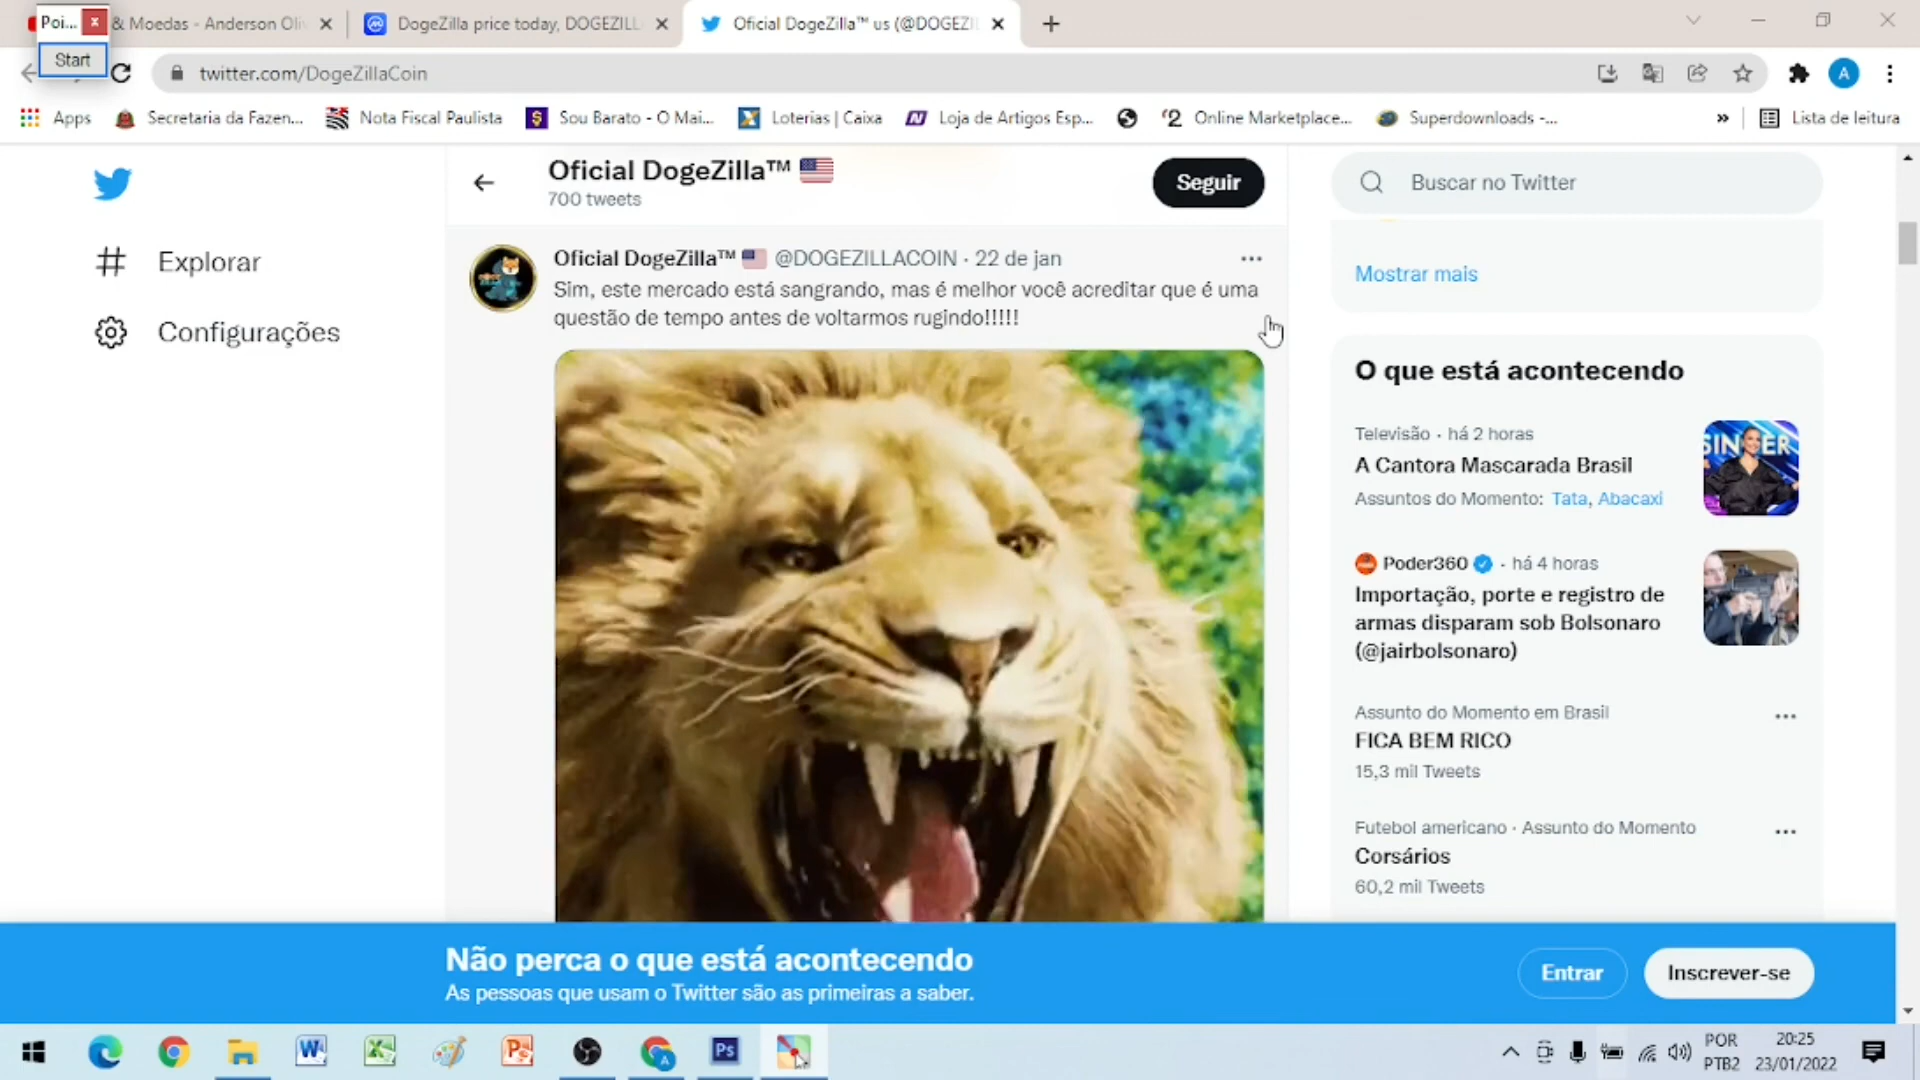 Poi...
& Moedas - Anderson Oli
DogeZilla price today, DOGEZILL
Oficial DogeZilla™ us (@DOGEZI
Start
twitter.com/DogeZillaCoin
A
Apps
Secretaria da Fazen...
Nota Fiscal Paulista
Sou Barato - O Mai...
Loterias | Caixa
Loja de Artigos Esp...
Online Marketplace...
Superdownloads -...
»
Lista de leitura
Oficial DogeZilla™
700 tweets
Seguir
Buscar no Twitter
Explorar
Configurações
Oficial DogeZilla™ @DOGEZILLACOIN · 22 de jan
Sim, este mercado está sangrando, mas é melhor você acreditar que é uma
questão de tempo antes de voltarmos rugindo!!!!!
Mostrar mais
O que está acontecendo
Televisão · há 2 horas
A Cantora Mascarada Brasil
Assuntos do Momento: Tata, Abacaxi
SINGER
Poder360 · há 4 horas
Importação, porte e registro de
armas disparam sob Bolsonaro
(@jairbolsonaro)
Assunto do Momento em Brasil
FICA BEM RICO
15,3 mil Tweets
Futebol americano · Assunto do Momento
Corsários
60,2 mil Tweets
Não perca o que está acontecendo
As pessoas que usam o Twitter são as primeiras a saber.
Entrar
Inscrever-se
Ps
POR
PTB2
20:25
23/01/2022